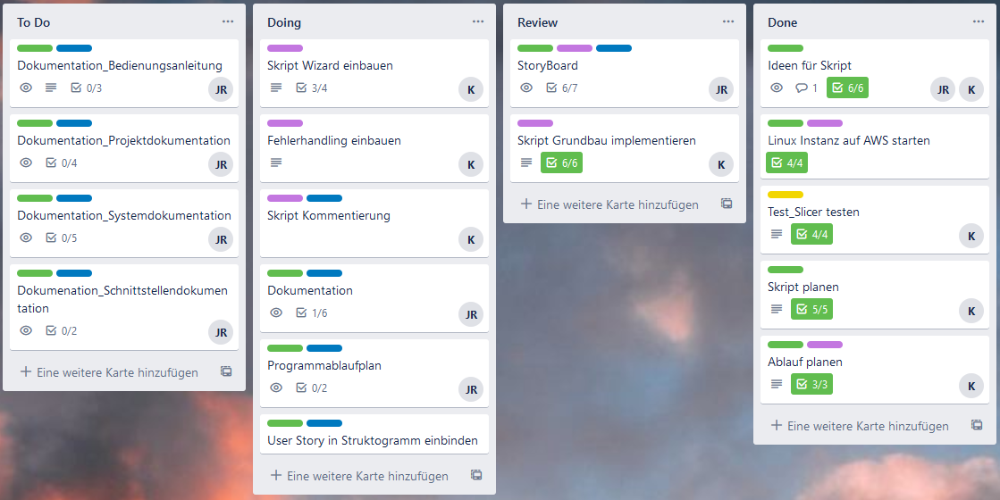 To Do
Dokumentation_Bedienungsanleitung
0/3
JR
Dokumentation_Projektdokumentation
0/4
JR
Dokumentation_Systemdokumentation
0/5
JR
Dokumenation_Schnittstellendokumen
tation
0/2
JR
Eine weitere Karte hinzufügen
Doing
Skript Wizard einbauen
3/4
K
Fehlerhandling einbauen
K
Skript Kommentierung
K
Dokumentation
1/6
JR
Programmablaufplan
0/2
JR
User Story in Struktogramm einbinden
Eine weitere Karte hinzufügen
Review
StoryBoard
6/7
JR
Skript Grundbau implementieren
6/6
K
Eine weitere Karte hinzufügen
Done
Ideen für Skript
1 6/6
JR K
Linux Instanz auf AWS starten
4/4
Test_Slicer testen
4/4
K
Skript planen
5/5
K
Ablauf planen
3/3
K
Eine weitere Karte hinzufügen